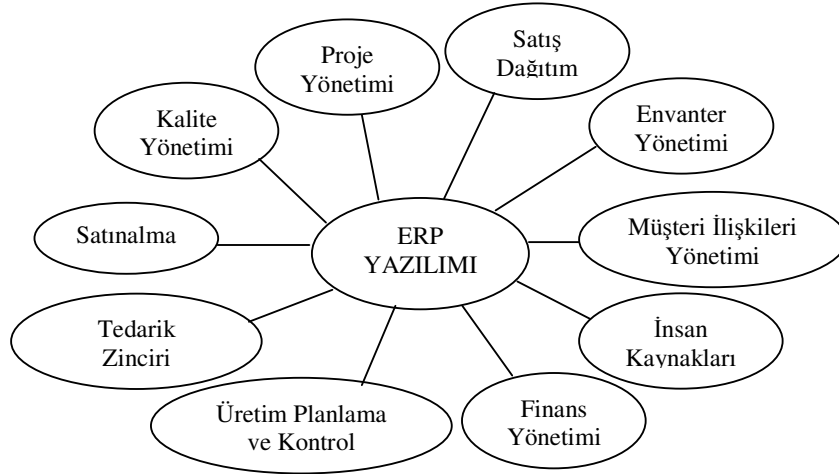 Proje
Yönetimi
Satış
Dağıtım
Kalite
Yönetimi
Envanter
Yönetimi
Satınalma
ERP
YAZILIMI
Müşteri İlişkileri
Yönetimi
Tedarik
Zinciri
İnsan
Kaynakları
Üretim Planlama
ve Kontrol
Finans
Yönetimi